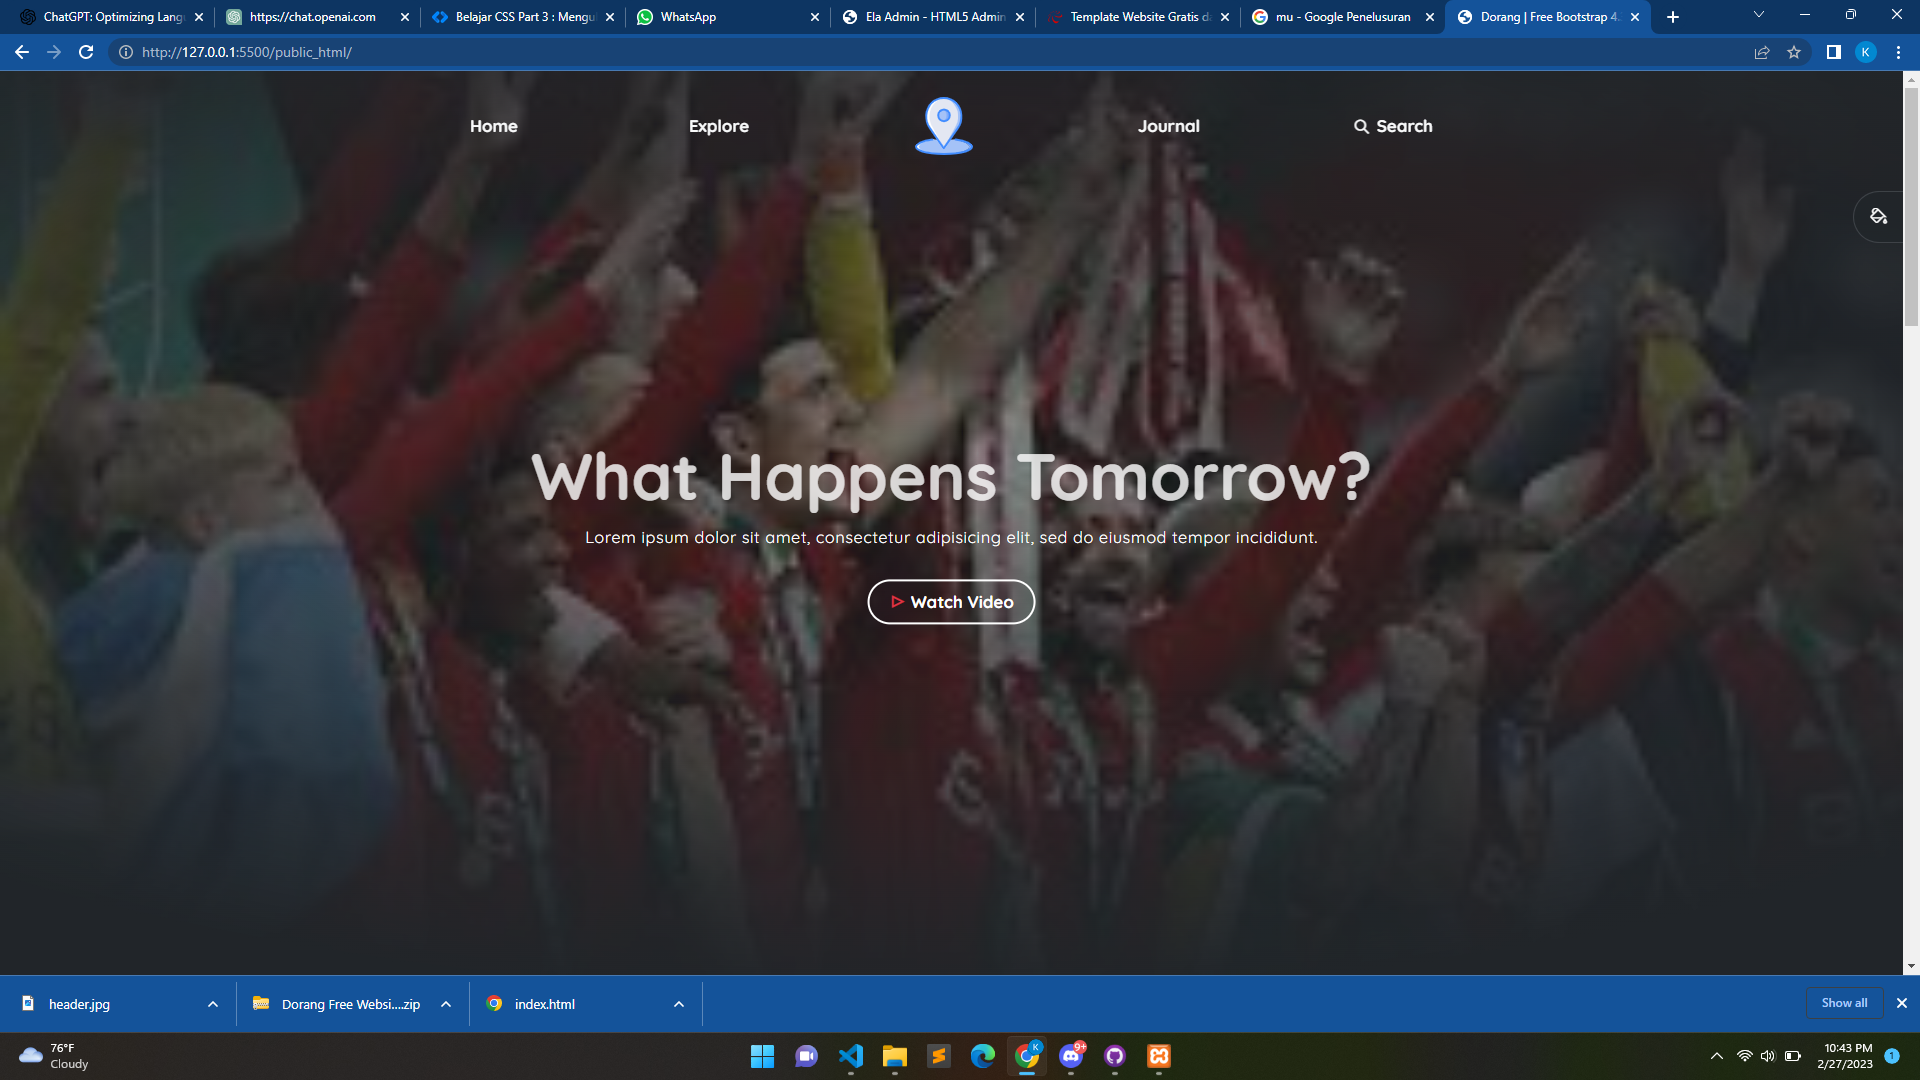 ChatGPT: Optimizing Lang
https://chat.openai.com
Belajar CSS Part 3 : Mengu
WhatsApp
Ela Admin - HTML5 Admin
Template Website Gratis d
mu - Google Penelusuran
Dorang | Free Bootstrap 4.
http://127.0.0.1:5500/public_html/
K
Home
Explore
Journal
Search
What Happens Tomorrow?
Lorem ipsum dolor sit amet, consectetur adipisicing elit, sed do eiusmod tempor incididunt.
Watch Video
header.jpg
Dorang Free Websi....zip
index.html
Show all
76°F
Cloudy
K
9+
10:43 PM
2/27/2023
1